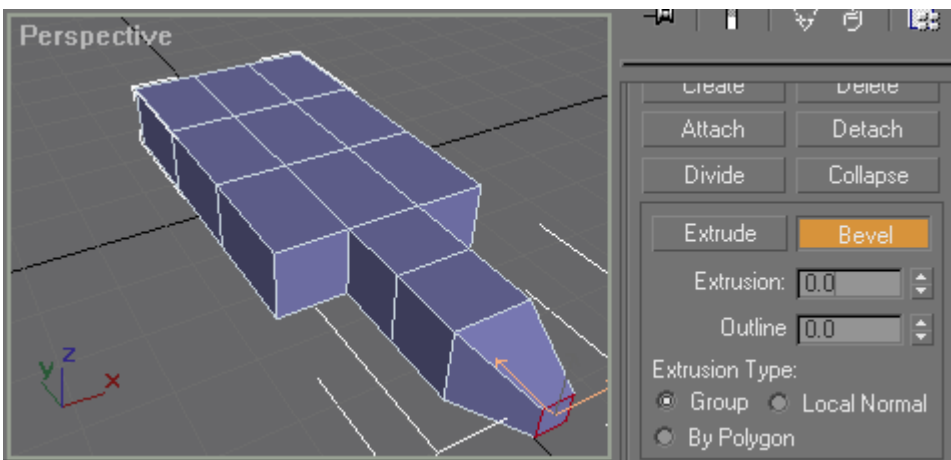 Perspective
z
y
x
Create Delete
Attach Detach
Divide Collapse
Extrude Bevel
Extrusion: 0.0
Outline 0.0
Extrusion Type:
Group Local Normal
By Polygon